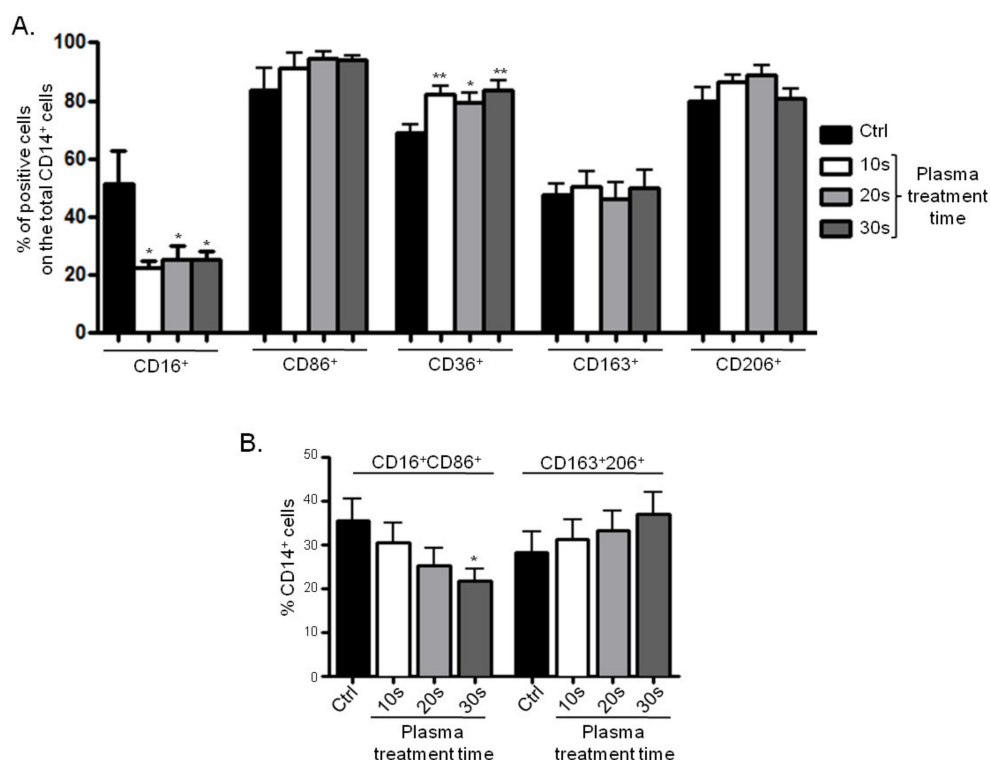 A.
% of positive cells
on the total CD14⁺ cells
100
80
60
40
20
0
*
*
*
**
*
**
CD16⁺
CD86⁺
CD36⁺
CD163⁺
CD206⁺
Ctrl
10s
20s
30s
Plasma
treatment
time
B.
% CD14⁺ cells
50
40
30
20
10
0
CD16⁺CD86⁺
CD163⁺206⁺
*
Ctrl
10s
20s
30s
Ctrl
10s
20s
30s
Plasma
treatment time
Plasma
treatment time